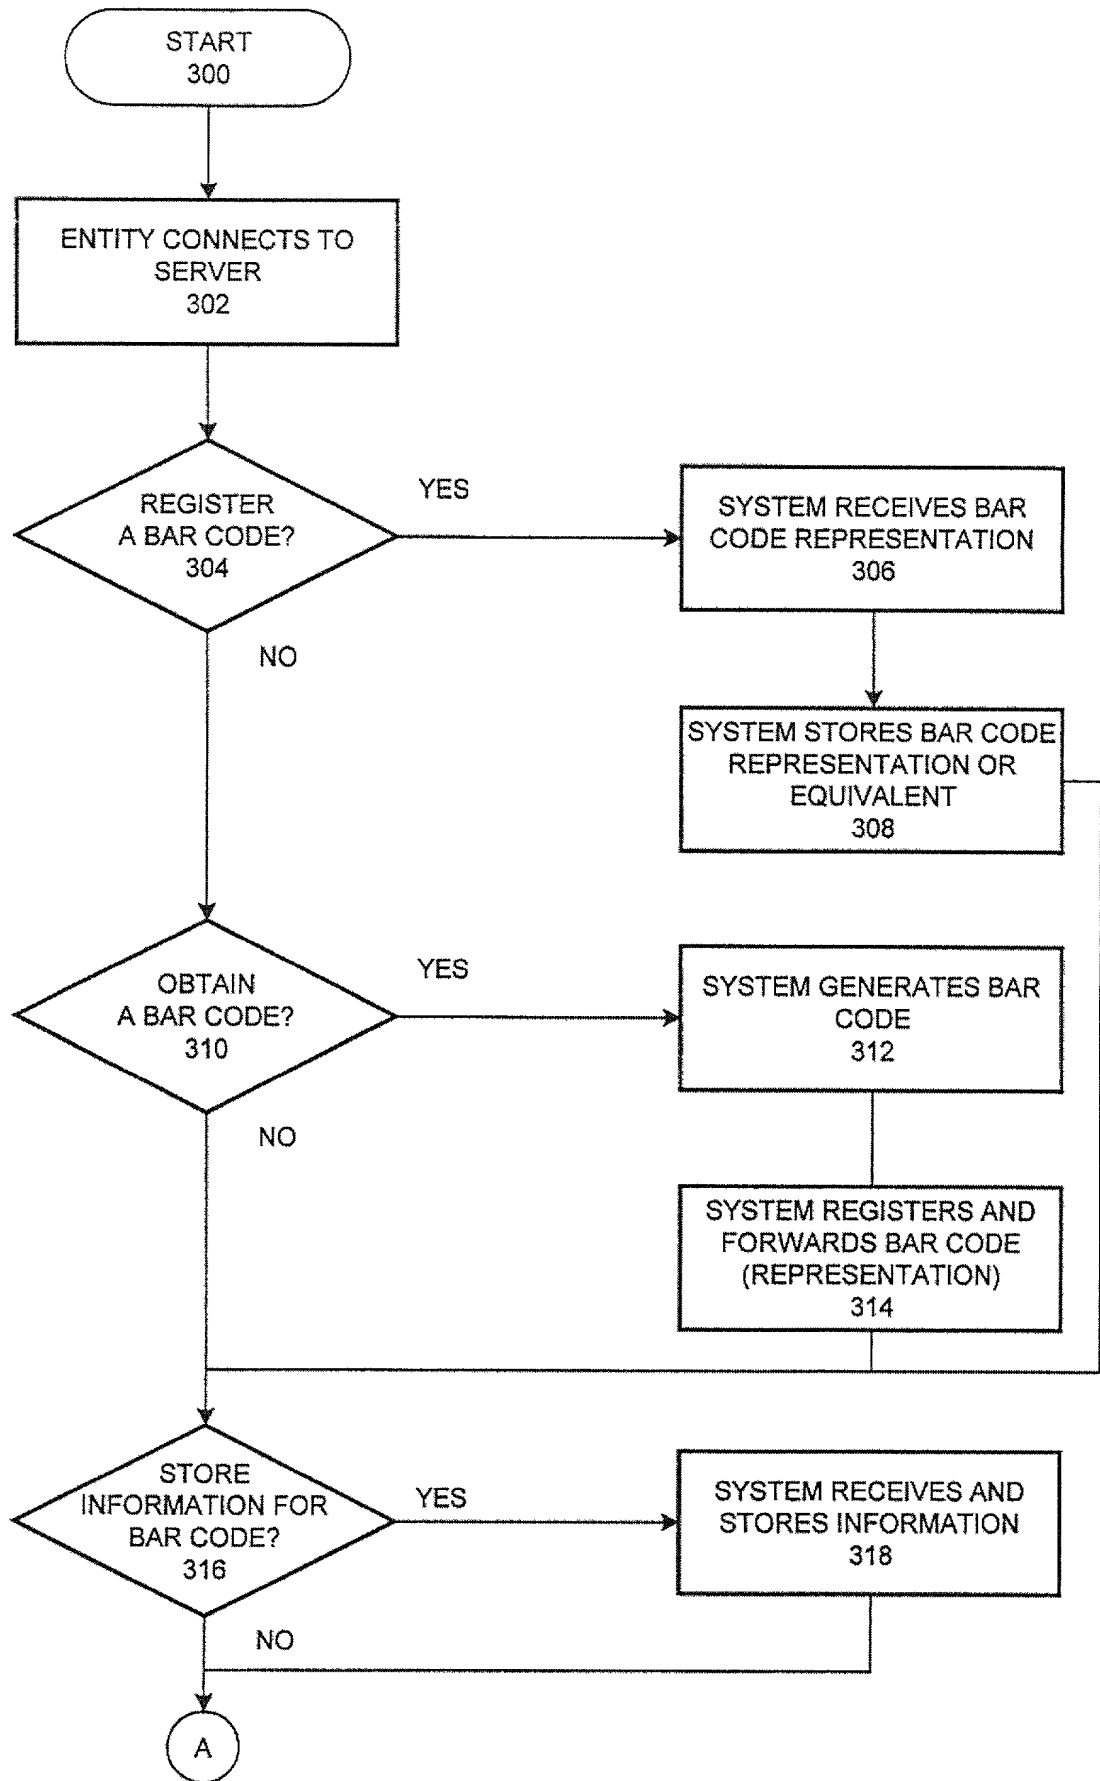 START
300
ENTITY CONNECTS TO
SERVER
302
REGISTER
A BAR CODE?
304
YES
NO
SYSTEM RECEIVES BAR
CODE REPRESENTATION
306
SYSTEM STORES BAR CODE
REPRESENTATION OR
EQUIVALENT
308
OBTAIN
A BAR CODE?
310
YES
NO
SYSTEM GENERATES BAR
CODE
312
SYSTEM REGISTERS AND
FORWARDS BAR CODE
(REPRESENTATION)
314
STORE
INFORMATION FOR
BAR CODE?
316
YES
NO
SYSTEM RECEIVES AND
STORES INFORMATION
318
A